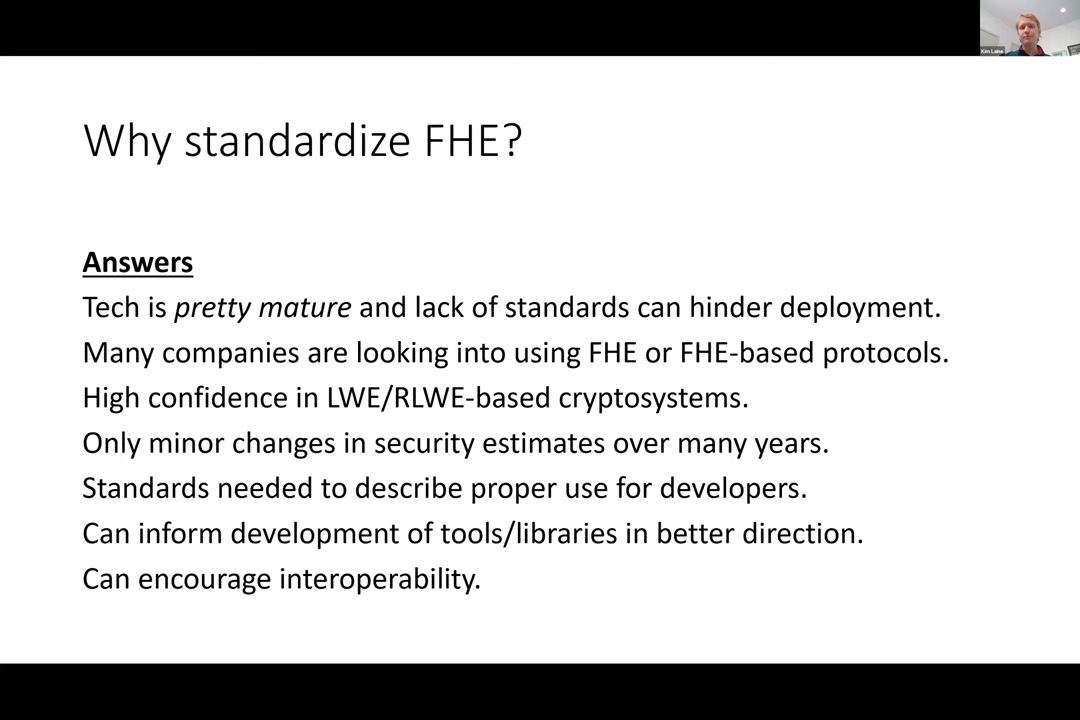 Kim Laine
Why standardize FHE?
Answers
Tech is pretty mature and lack of standards can hinder deployment.
Many companies are looking into using FHE or FHE-based protocols.
High confidence in LWE/RLWE-based cryptosystems.
Only minor changes in security estimates over many years.
Standards needed to describe proper use for developers.
Can inform development of tools/libraries in better direction.
Can encourage interoperability.